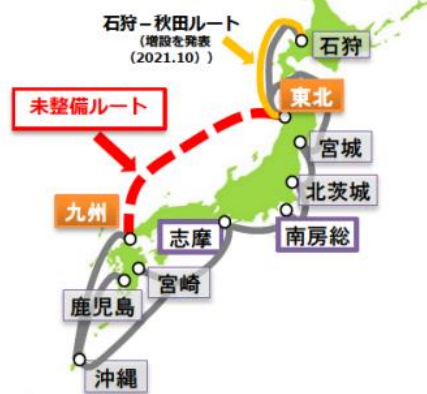 石狩－秋田ルート
（増設を発表
（2021.10））
石狩
東北
未整備ルート
宮城
北茨城
九州
志摩
南房総
宮崎
鹿児島
沖縄